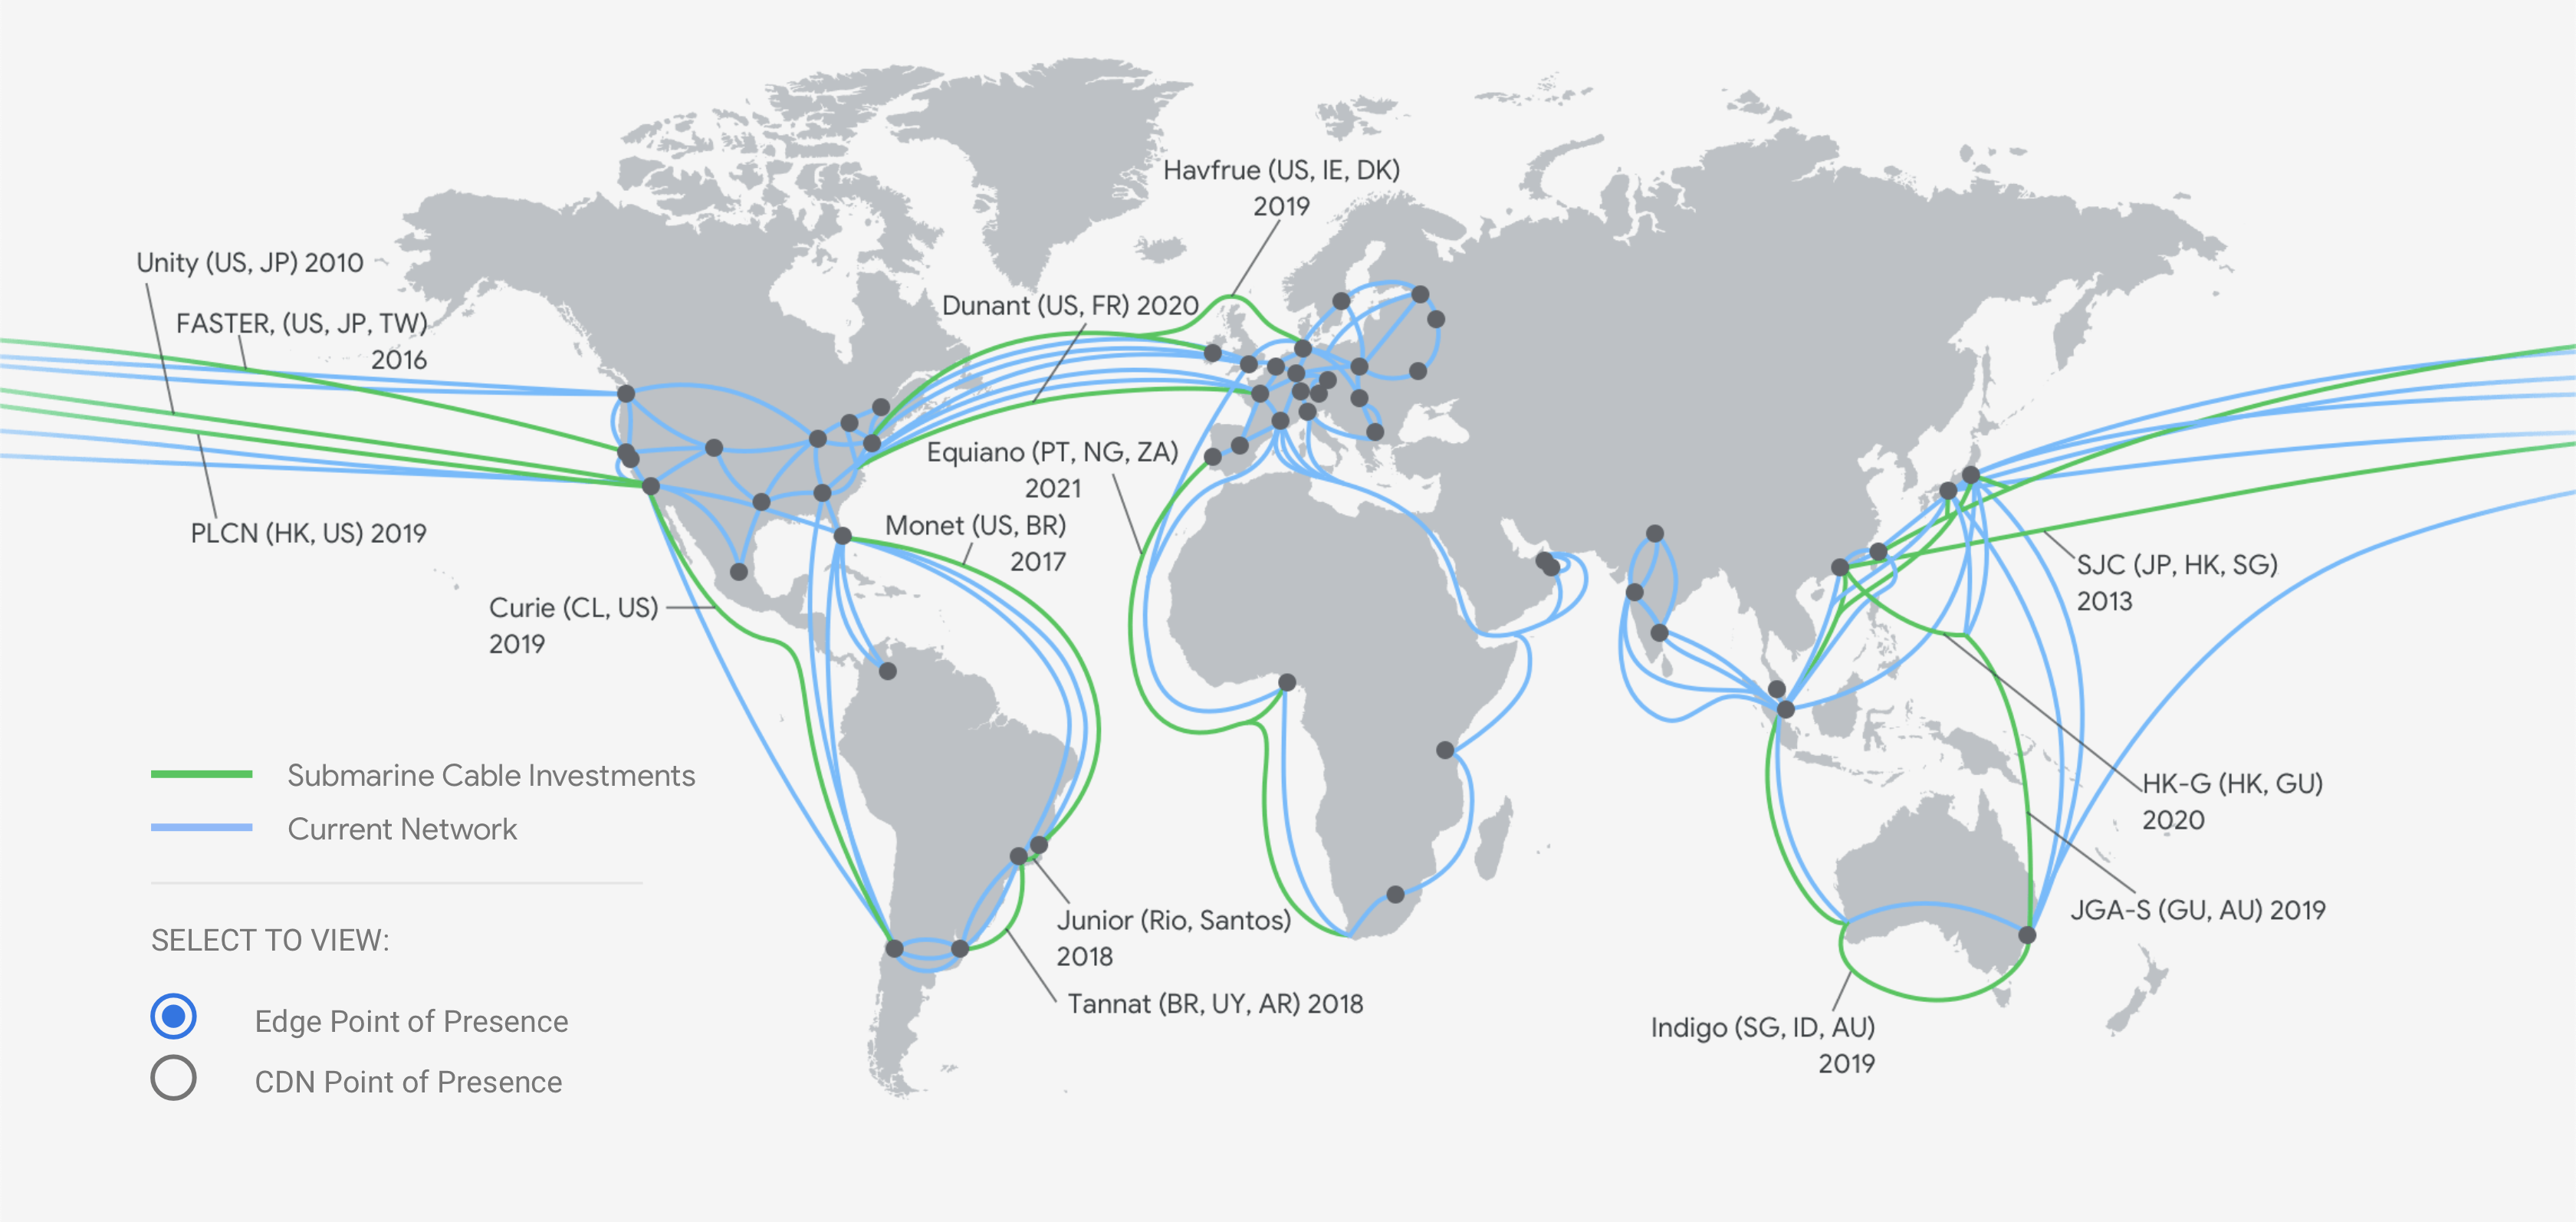 Havfrue (US, IE, DK)
2019
Unity (US, JP) 2010
Dunant (US, FR) 2020
FASTER, (US, JP, TW)
2016
Equiano (PT, NG, ZA)
2021
PLCN (HK, US) 2019
Monet (US, BR)
2017
SJC (JP, HK, SG)
2013
Curie (CL, US)
2019
HK-G (HK, GU)
2020
JGA-S (GU, AU) 2019
Junior (Rio, Santos)
2018
Tannat (BR, UY, AR) 2018
Indigo (SG, ID, AU)
2019
Submarine Cable Investments
Current Network
SELECT TO VIEW:
Edge Point of Presence
CDN Point of Presence